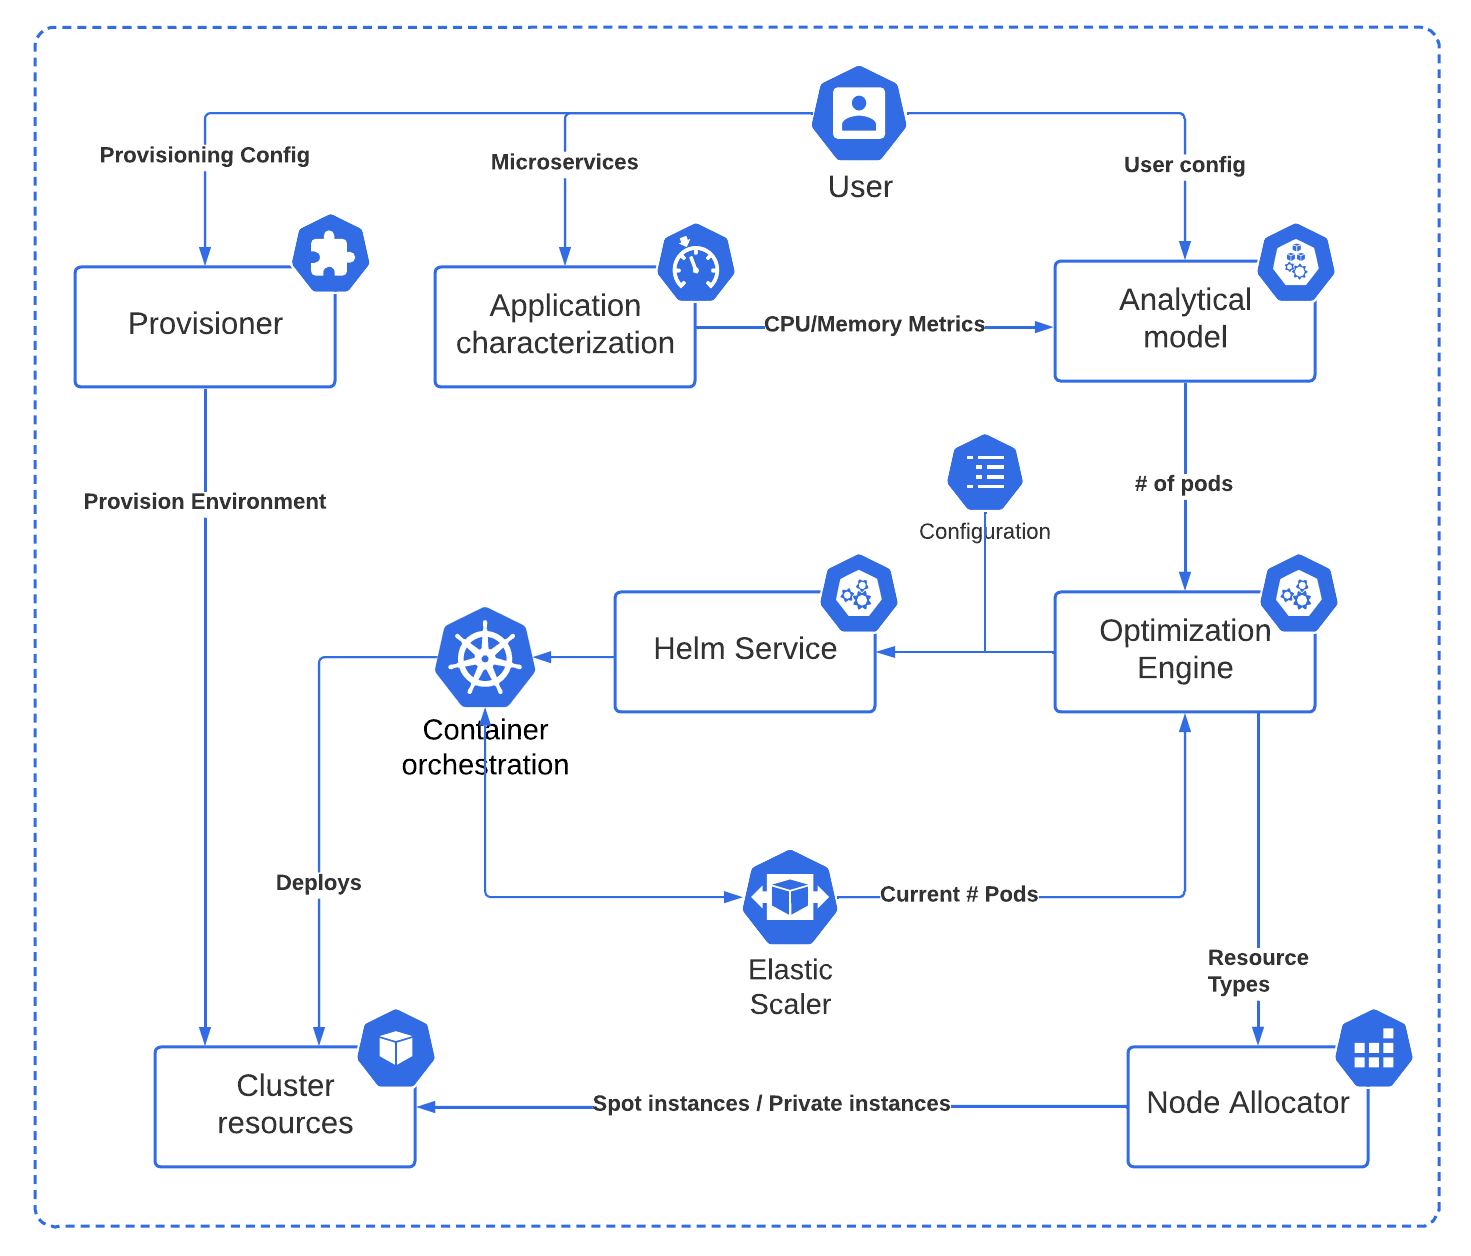 User
Provisioning Config
Microservices
User config
Provisioner
Application
characterization
CPU/Memory Metrics
Analytical
model
Provision Environment
# of pods
Configuration
Helm Service
Optimization
Engine
Container
orchestration
Deploys
Current # Pods
Elastic
Scaler
Resource
Types
Cluster
resources
Spot instances / Private instances
Node Allocator